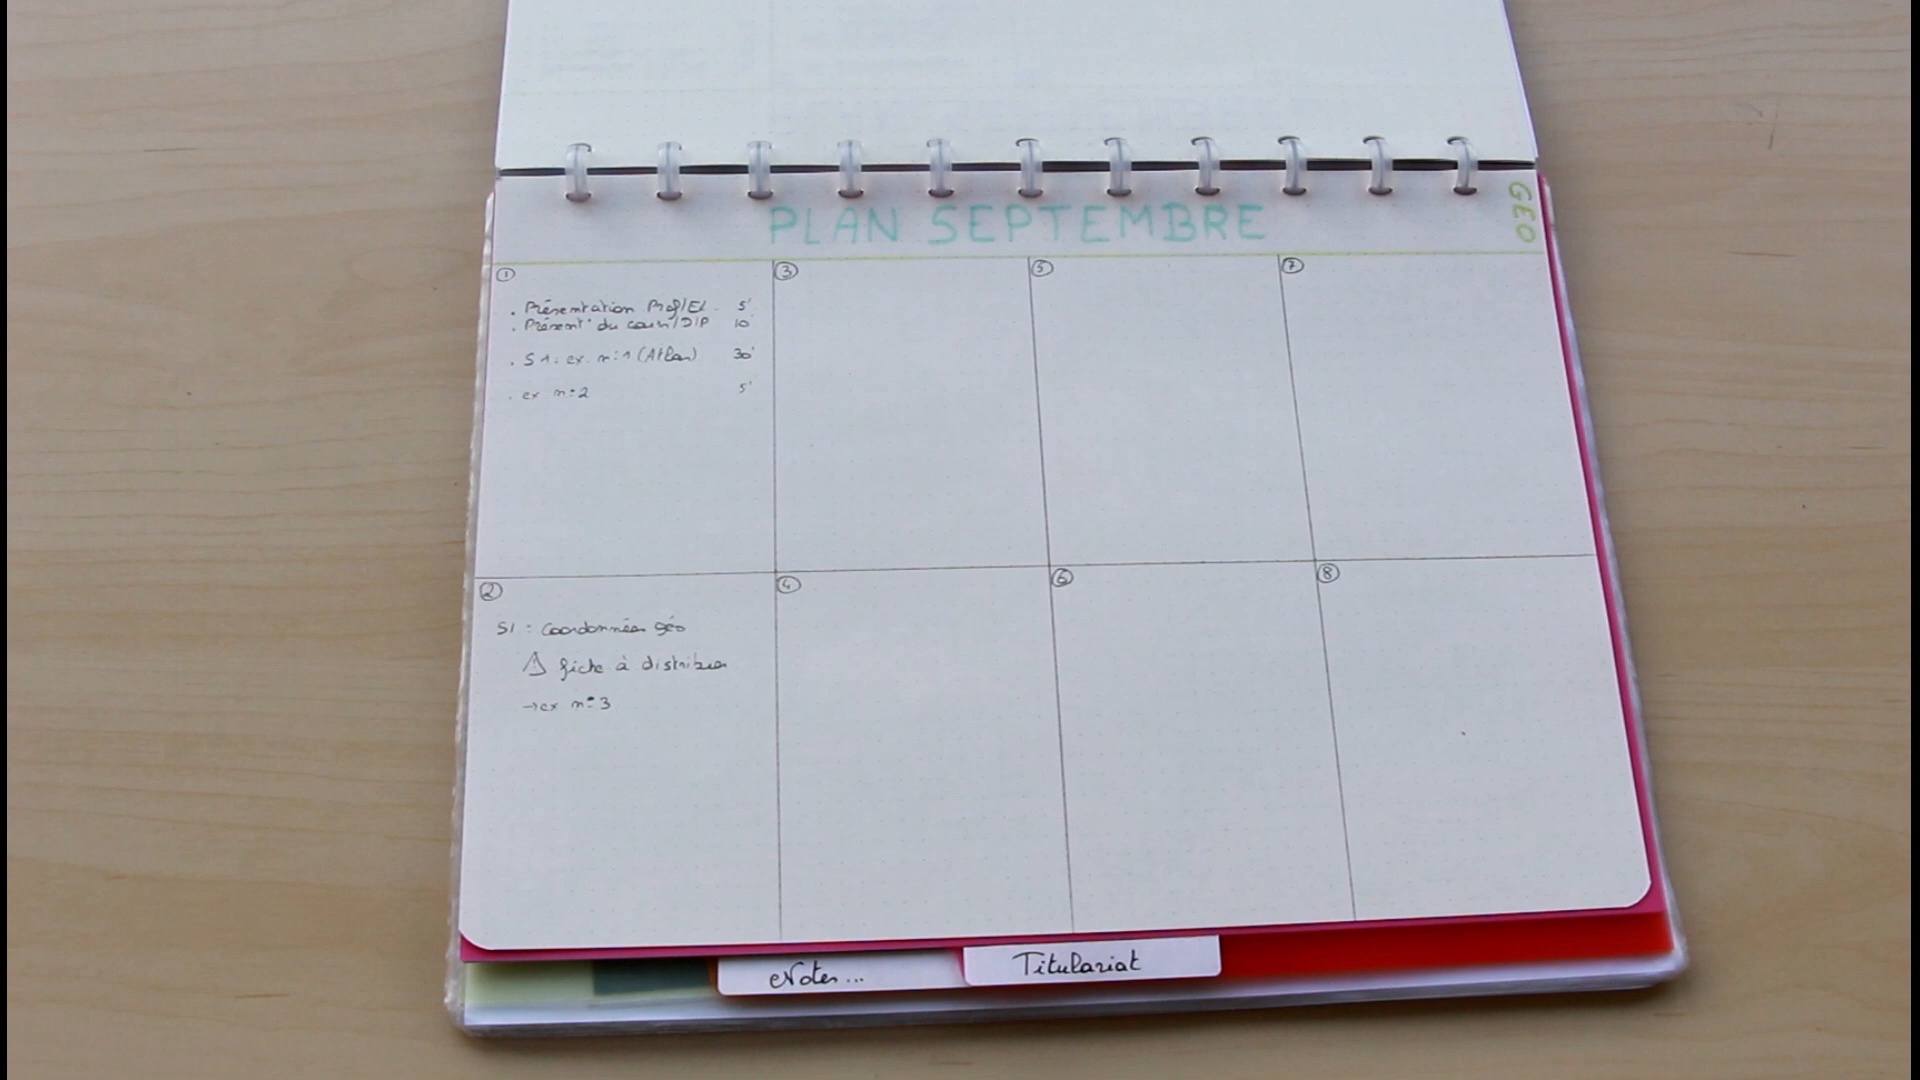 PLAN SEPTEMBRE
GEO
①
. Présentation Prof/El. 5'
. Présent° du cours/DIP 10'
. S1: ex. n°1 (Atlas) 30'
. ex n°2 5'
②
S1 : Coordonnées géo
⚠ fiche à distribuer
→ex n°3
③
④
⑤
⑥
⑦
⑧
Notes...
Titulariat